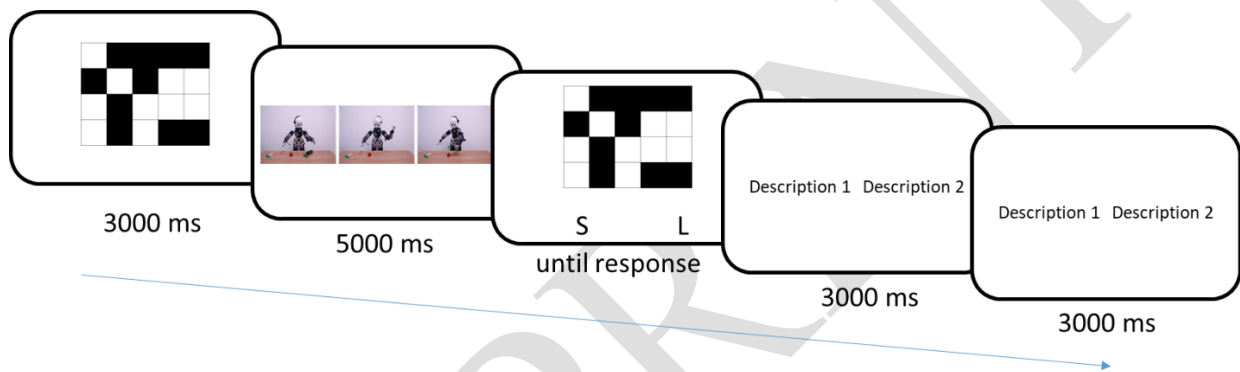 3000 ms
5000 ms
S L
until response
Description 1 Description 2
3000 ms
Description 1 Description 2
3000 ms